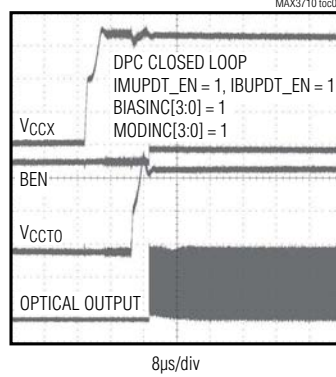 MAX3710 toc0
DPC CLOSED LOOP
IMUPDT_EN = 1, IBUPDT_EN = 1
BIASINC[3:0] = 1
MODINC[3:0] = 1
VCCX
BEN
VCCTO
OPTICAL OUTPUT
8µs/div